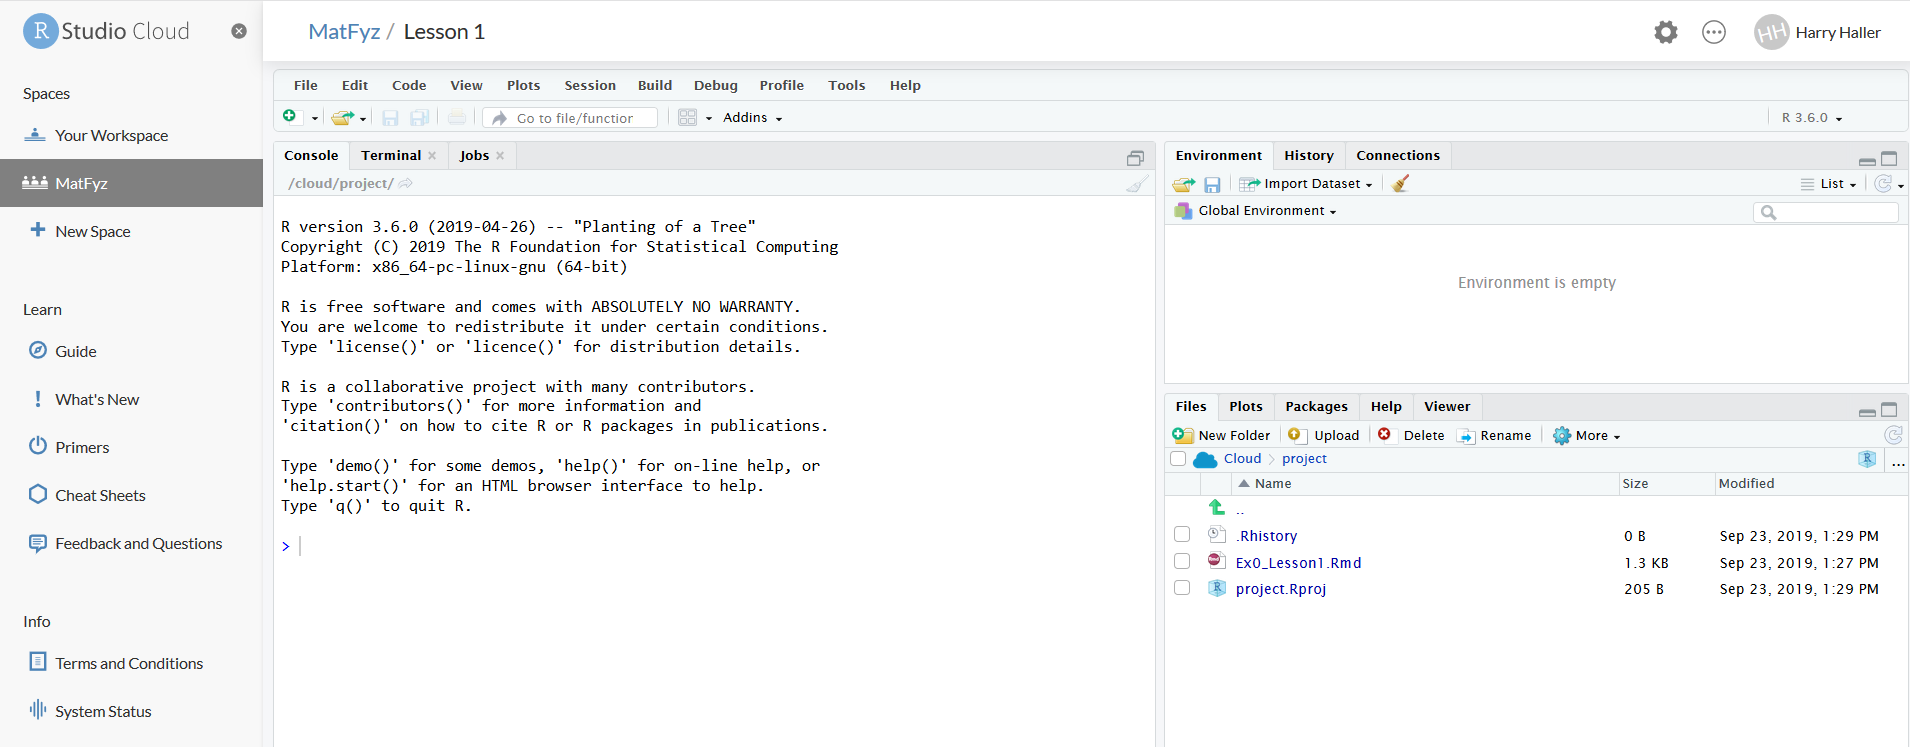 R Studio Cloud
MatFyz / Lesson 1
HH Harry Haller
Spaces
Your Workspace
MatFyz
New Space
Learn
Guide
What's New
Primers
Cheat Sheets
Feedback and Questions
Info
Terms and Conditions
System Status
File Edit Code View Plots Session Build Debug Profile Tools Help
Go to file/function Addins R 3.6.0
Console Terminal Jobs
/cloud/project/
R version 3.6.0 (2019-04-26) -- "Planting of a Tree"
Copyright (C) 2019 The R Foundation for Statistical Computing
Platform: x86_64-pc-linux-gnu (64-bit)
R is free software and comes with ABSOLUTELY NO WARRANTY.
You are welcome to redistribute it under certain conditions.
Type 'license()' or 'licence()' for distribution details.
R is a collaborative project with many contributors.
Type 'contributors()' for more information and
'citation()' on how to cite R or R packages in publications.
Type 'demo()' for some demos, 'help()' for on-line help, or
'help.start()' for an HTML browser interface to help.
Type 'q()' to quit R.
>
Environment History Connections
Import Dataset List
Global Environment
Environment is empty
Files Plots Packages Help Viewer
New Folder Upload Delete Rename More
Cloud project R ...
Name Size Modified
..
.Rhistory 0 B Sep 23, 2019, 1:29 PM
Ex0_Lesson1.Rmd 1.3 KB Sep 23, 2019, 1:27 PM
project.Rproj 205 B Sep 23, 2019, 1:29 PM